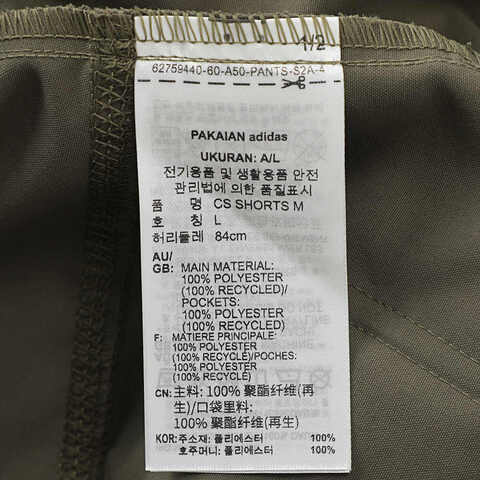 1/2
62759440-60-A50-PANTS-S2A-4
PAKAIAN adidas
UKURAN: A/L
전기용품 및 생활용품 안전
관리법에 의한 품질표시
품 명 CS SHORTS M
호 칭 L
허리둘레 84cm
AU/
GB: MAIN MATERIAL:
100% POLYESTER
(100% RECYCLED)/
POCKETS:
100% POLYESTER
(100% RECYCLED)
F: MATIERE PRINCIPALE:
100% POLYESTER
(100% RECYCLÉ)/POCHES:
100% POLYESTER
(100% RECYCLÉ)
CN: 主料: 100% 聚酯纤维(再
生)/口袋里料:
100% 聚酯纤维(再生)
KOR: 주소재: 폴리에스터 100%
호주머니: 폴리에스터 100%